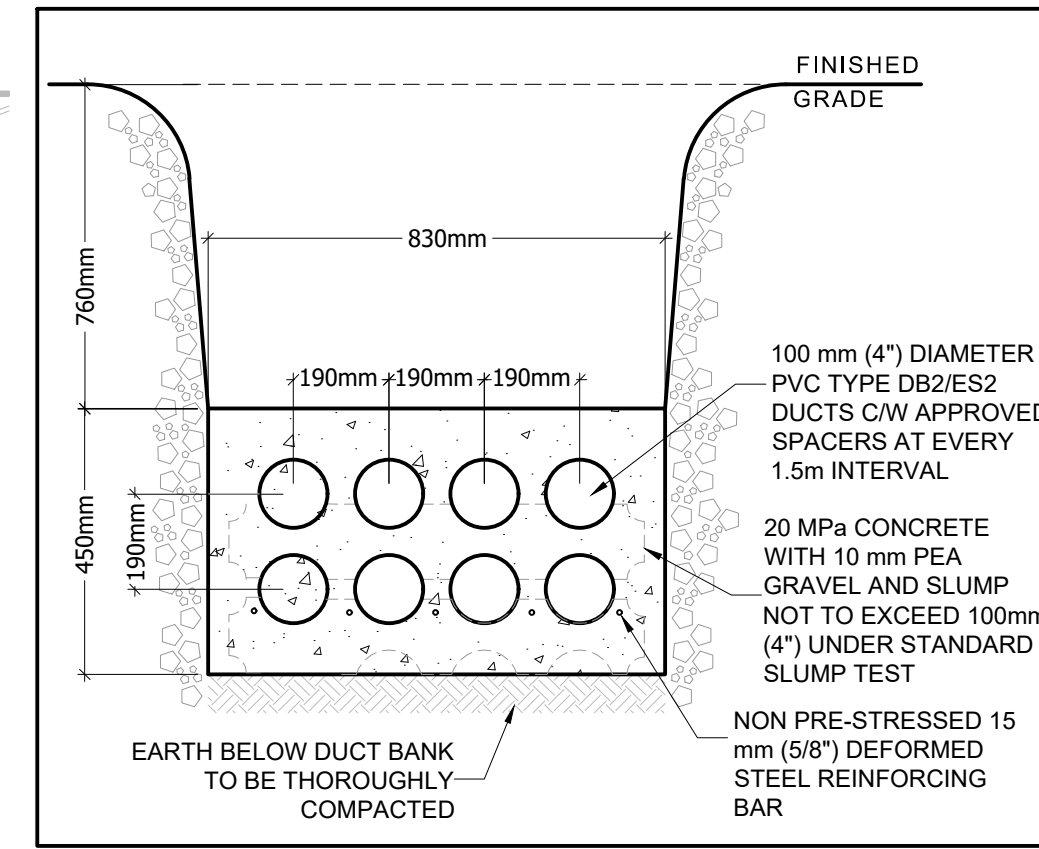 FINISHED
GRADE
830mm
760mm
190mm
190mm
190mm
100 mm (4") DIAMETER
PVC TYPE DB2/ES2
DUCTS C/W APPROVED
SPACERS AT EVERY
1.5m INTERVAL
450mm
190mm
20 MPa CONCRETE
WITH 10 mm PEA
GRAVEL AND SLUMP
NOT TO EXCEED 100mm
(4") UNDER STANDARD
SLUMP TEST
NON PRE-STRESSED 15
mm (5/8") DEFORMED
STEEL REINFORCING
BAR
EARTH BELOW DUCT BANK
TO BE THOROUGHLY
COMPACTED